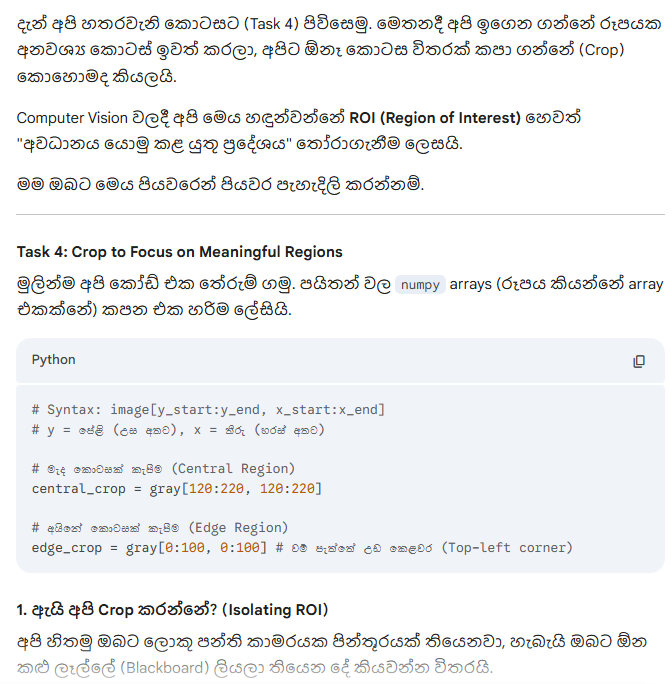 දැන් අපි හතරවැනි කොටසට (Task 4) පිවිසෙමු. මෙතනදී අපි ඉගෙන ගන්නේ රූපයක
අනවශ්‍ය කොටස් ඉවත් කරලා, අපිට ඕනෑ කොටස විතරක් කපා ගන්නේ (Crop)
කොහොමද කියලයි.
Computer Vision වලදී අපි මෙය හඳුන්වන්නේ ROI (Region of Interest) හෙවත්
"අවධානය යොමු කළ යුතු ප්‍රදේශය" තෝරාගැනීම ලෙසයි.
මම ඔබට මෙය පියවරෙන් පියවර පැහැදිලි කරන්නම්.
Task 4: Crop to Focus on Meaningful Regions
මුලින්ම අපි කෝඩ් එක තේරුම් ගමු. පයිතන් වල numpy arrays (රූපය කියන්නේ array
එකක්නේ) කපන එක හරිම ලේසියි.
Python
# Syntax: image[y_start:y_end, x_start:x_end]
# y = පේළි (උස අතට), x = තීරු (හරස් අතට)
# මැද කොටසක් කැපීම (Central Region)
central_crop = gray[120:220, 120:220]
# අයිනේ කොටසක් කැපීම (Edge Region)
edge_crop = gray[0:100, 0:100] # වම් පැත්තේ උඩ කෙළවර (Top-left corner)
1. ඇයි අපි Crop කරන්නේ? (Isolating ROI)
අපි හිතමු ඔබට ලොකු පන්ති කාමරයක පින්තූරයක් තියෙනවා, හැබැයි ඔබට ඕන
කළු ලෑල්ලේ (Blackboard) ලියලා තියෙන දේ කියවන්න විතරයි.